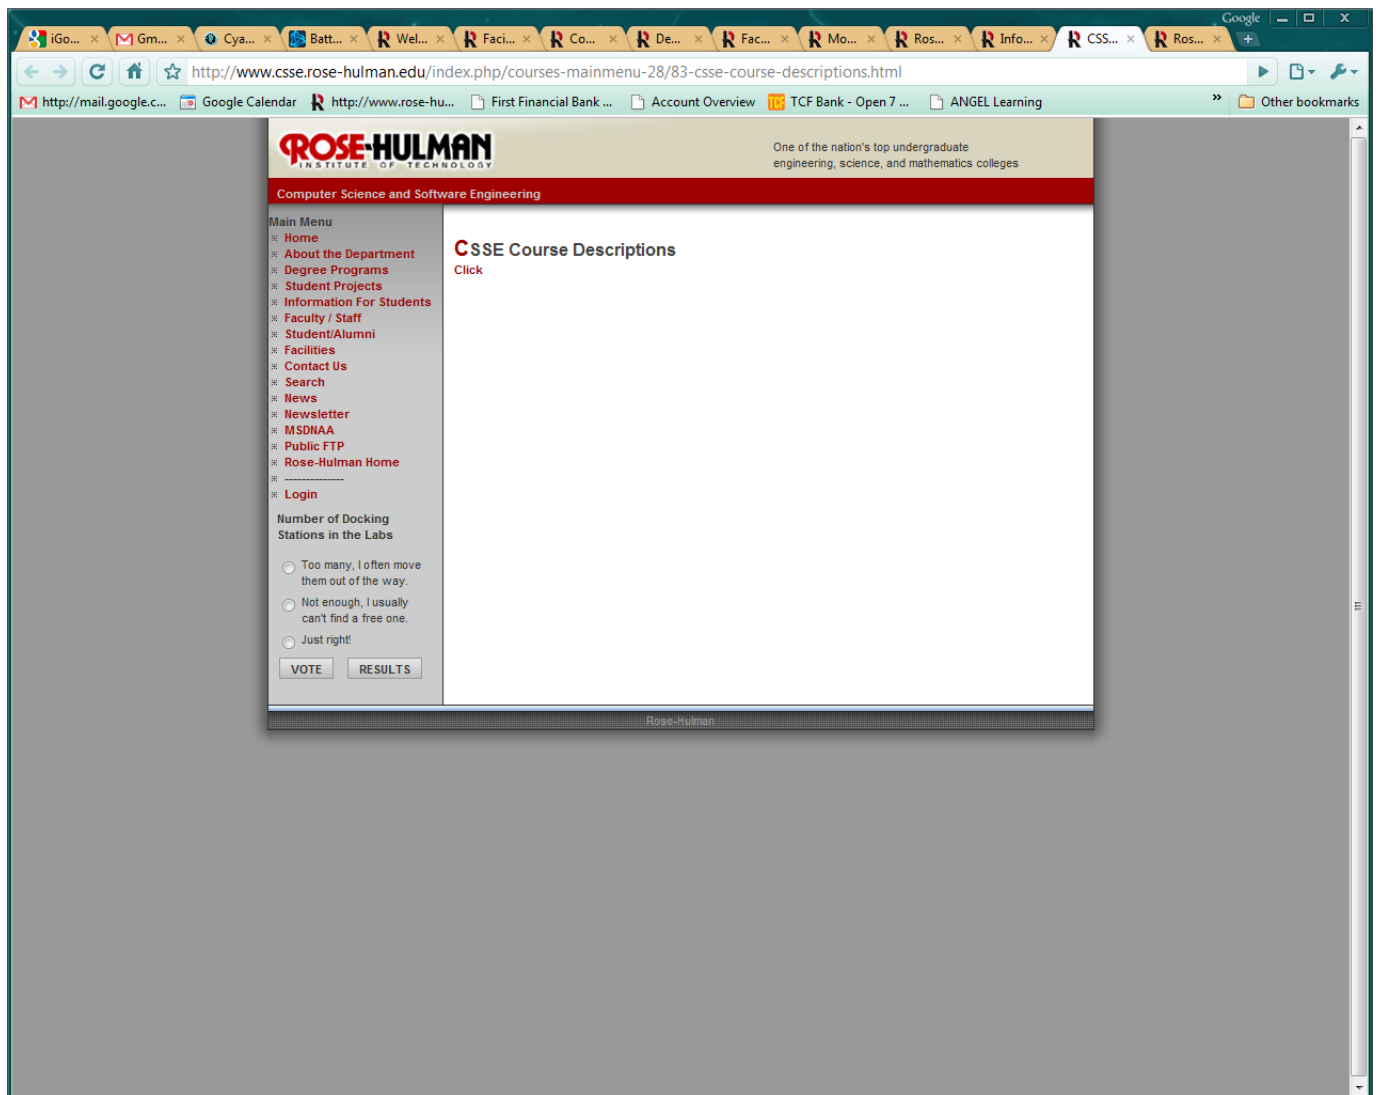 Google
iGo...
Gm...
Cya...
Batt...
Wel...
Faci...
Co...
De...
Fac...
Mo...
Ros...
Info...
CSS...
Ros...
http://www.csse.rose-hulman.edu/index.php/courses-mainmenu-28/83-csse-course-descriptions.html
http://mail.google.c...
Google Calendar
http://www.rose-hu...
First Financial Bank ...
Account Overview
TCF
TCF Bank - Open 7 ...
ANGEL Learning
»
Other bookmarks
ROSE-HULMAN
INSTITUTE OF TECHNOLOGY
One of the nation's top undergraduate
engineering, science, and mathematics colleges
Computer Science and Software Engineering
Main Menu
Home
About the Department
Degree Programs
Student Projects
Information For Students
Faculty / Staff
Student/Alumni
Facilities
Contact Us
Search
News
Newsletter
MSDNAA
Public FTP
Rose-Hulman Home
--------------
Login
Number of Docking
Stations in the Labs
Too many, I often move
them out of the way.
Not enough, I usually
can't find a free one.
Just right!
VOTE
RESULTS
CSSE Course Descriptions
Click
Rose-Hulman